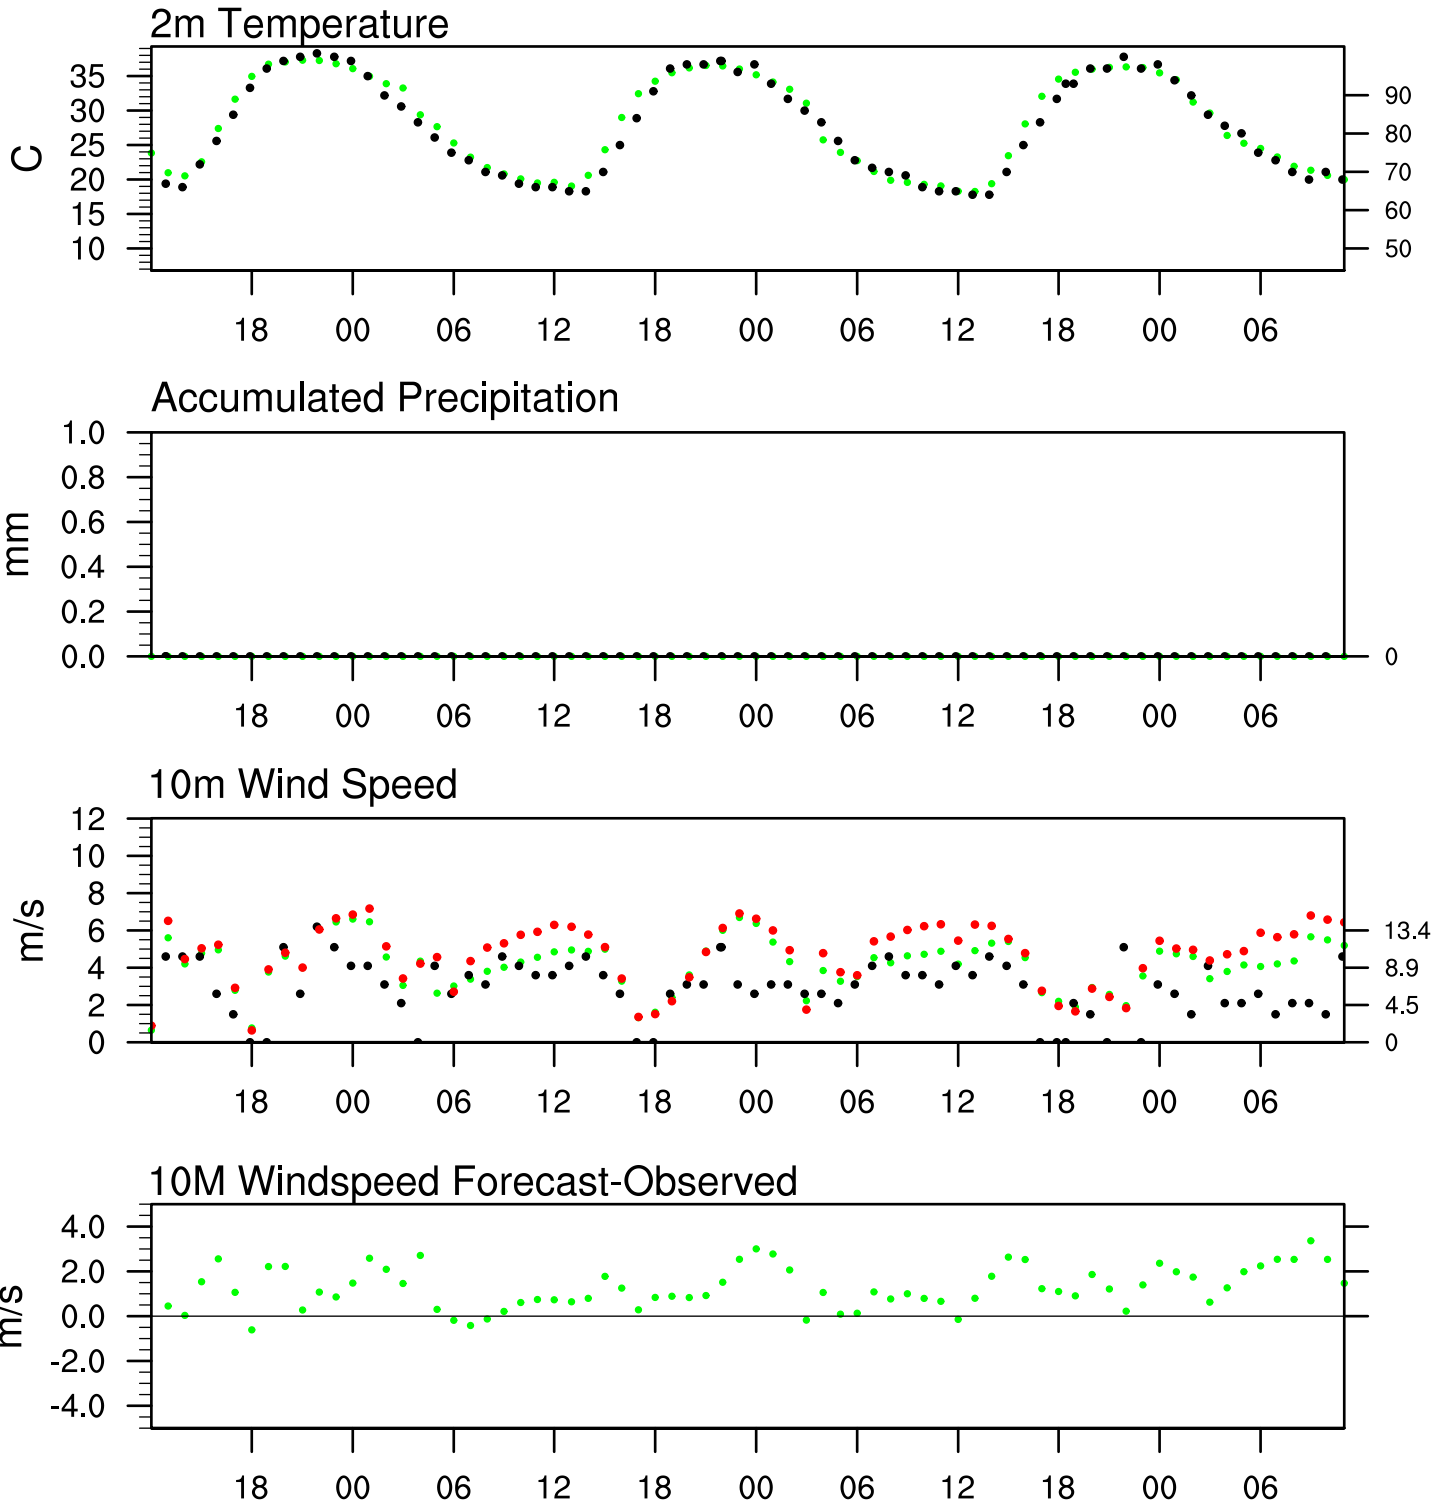 2m Temperature
C
35
30
25
20
15
10
90
80
70
60
50
18 00 06 12 18 00 06 12 18 00 06
Accumulated Precipitation
mm
1.0
0.8
0.6
0.4
0.2
0.0
0
18 00 06 12 18 00 06 12 18 00 06
10m Wind Speed
m/s
12
10
8
6
4
2
0
13.4
8.9
4.5
0
18 00 06 12 18 00 06 12 18 00 06
10M Windspeed Forecast-Observed
m/s
4.0
2.0
0.0
-2.0
-4.0
18 00 06 12 18 00 06 12 18 00 06